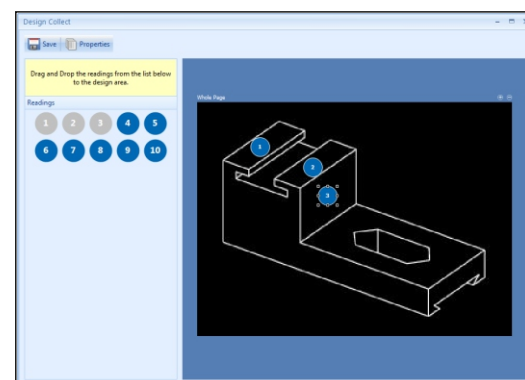 Design Collect
Save Properties
Drag and Drop the readings from the list below
to the design area.
Readings
1 2 3 4 5
6 7 8 9 10
Whole Page
1
2
3